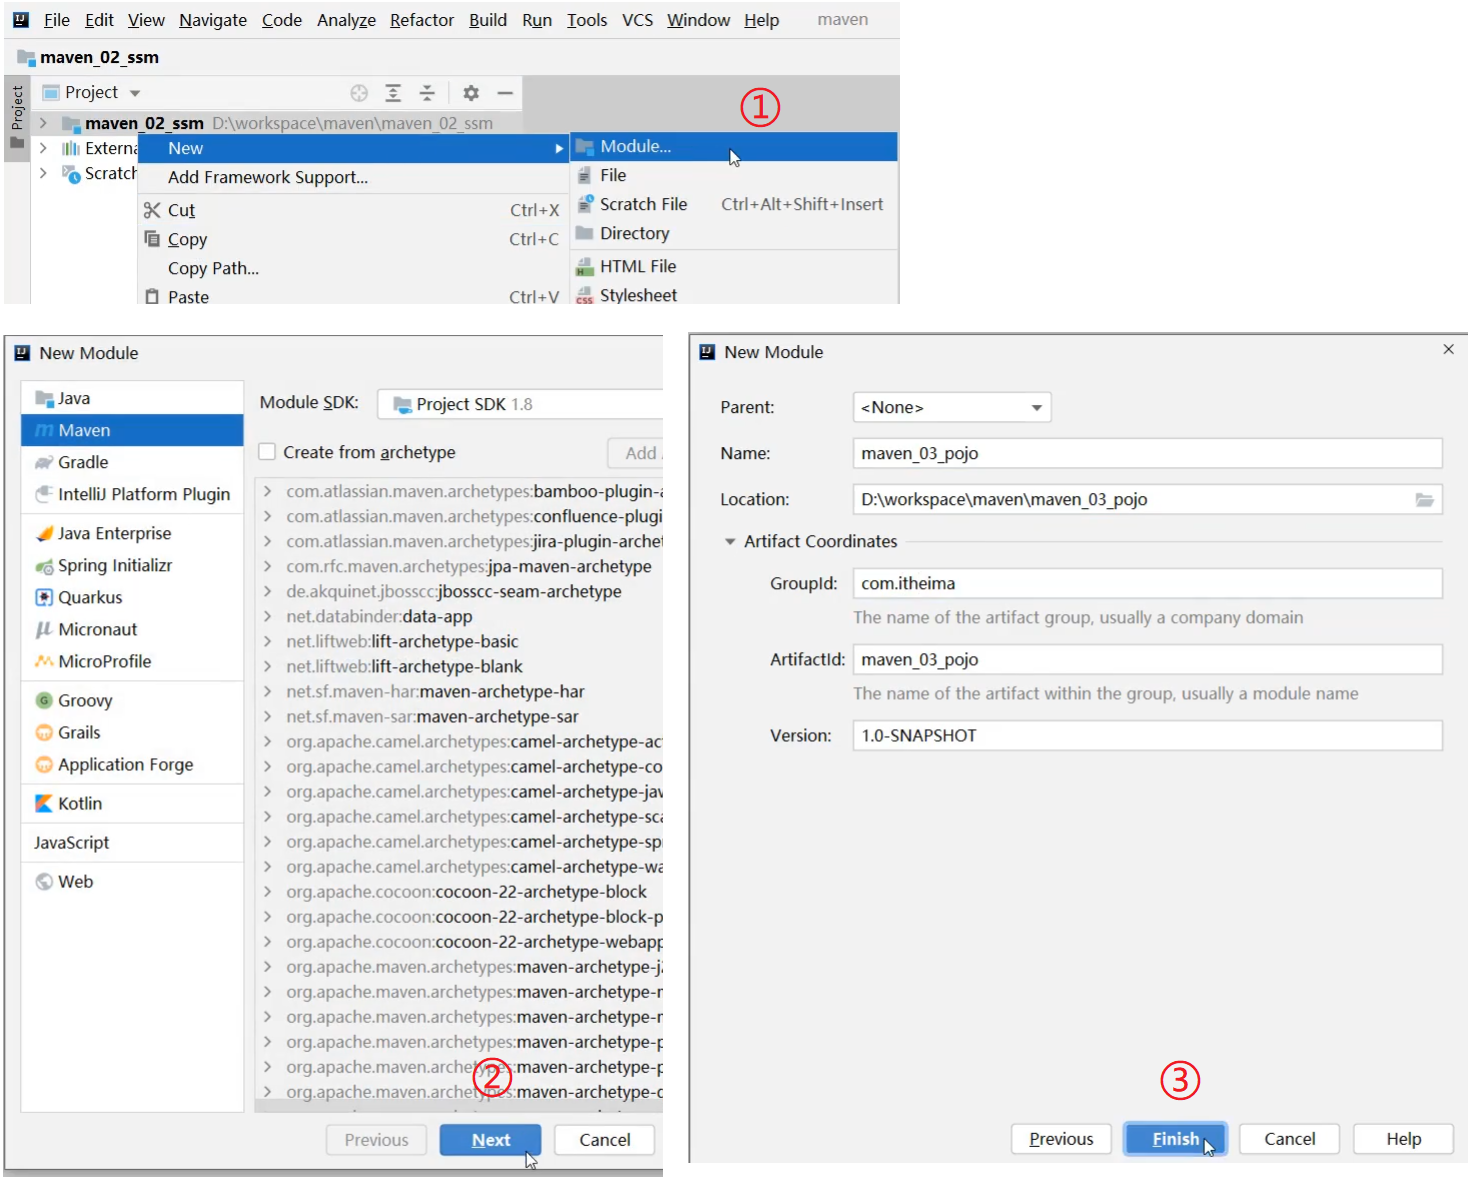 File Edit View Navigate Code Analyze Refactor Build Run Tools VCS Window Help maven
maven_02_ssm
Project
Project
①
maven_02_ssm D:\workspace\maven\maven_02_ssm
Externa
Scratch
New
Add Framework Support...
Cut Ctrl+X
Copy Ctrl+C
Copy Path...
Paste Ctrl+V
Module...
File
Scratch File Ctrl+Alt+Shift+Insert
Directory
HTML File
Stylesheet
New Module
Java
Maven
Gradle
IntelliJ Platform Plugin
Java Enterprise
Spring Initializr
Quarkus
Micronaut
MicroProfile
Groovy
Grails
Application Forge
Kotlin
JavaScript
Web
Module SDK: Project SDK 1.8
Create from archetype Add
com.atlassian.maven.archetypes:bamboo-plugin-a
com.atlassian.maven.archetypes:confluence-plugi
com.atlassian.maven.archetypes:jira-plugin-archet
com.rfc.maven.archetypes:jpa-maven-archetype
de.akquinet.jbosscc:jbosscc-seam-archetype
net.databinder:data-app
net.liftweb:lift-archetype-basic
net.liftweb:lift-archetype-blank
net.sf.maven-har:maven-archetype-har
net.sf.maven-sar:maven-archetype-sar
org.apache.camel.archetypes:camel-archetype-ac
org.apache.camel.archetypes:camel-archetype-co
org.apache.camel.archetypes:camel-archetype-jav
org.apache.camel.archetypes:camel-archetype-sca
org.apache.camel.archetypes:camel-archetype-sp
org.apache.camel.archetypes:camel-archetype-wa
org.apache.cocoon:cocoon-22-archetype-block
org.apache.cocoon:cocoon-22-archetype-block-p
org.apache.cocoon:cocoon-22-archetype-webapp
org.apache.maven.archetypes:maven-archetype-j2
org.apache.maven.archetypes:maven-archetype-m
org.apache.maven.archetypes:maven-archetype-m
org.apache.maven.archetypes:maven-archetype-p
org.apache.maven.archetypes:maven-archetype-p
org.apache.maven.archetypes:maven-archetype-q
②
Previous Next Cancel
New Module
Parent: <None>
Name: maven_03_pojo
Location: D:\workspace\maven\maven_03_pojo
Artifact Coordinates
GroupId: com.itheima
The name of the artifact group, usually a company domain
ArtifactId: maven_03_pojo
The name of the artifact within the group, usually a module name
Version: 1.0-SNAPSHOT
③
Previous Finish Cancel Help